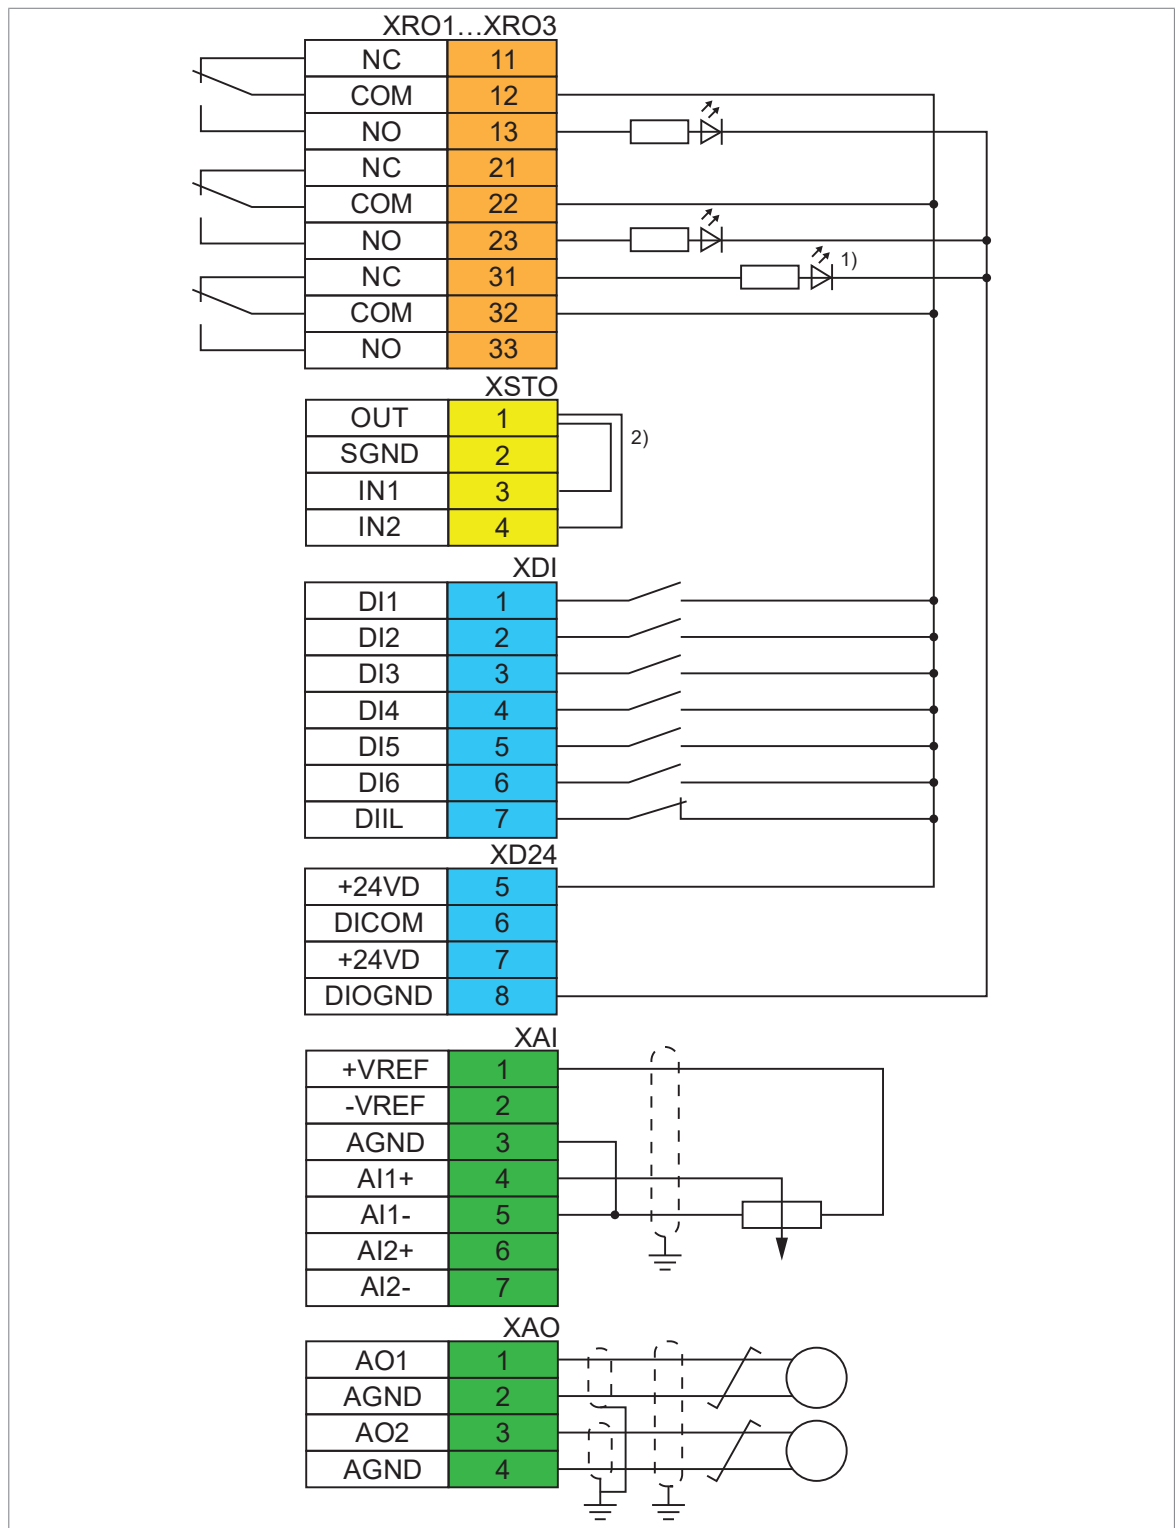 XRO1...XRO3
NC 11
COM 12
NO 13
NC 21
COM 22
NO 23
NC 31
1)
COM 32
NO 33
XSTO
OUT 1
2)
SGND 2
IN1 3
IN2 4
XDI
DI1 1
DI2 2
DI3 3
DI4 4
DI5 5
DI6 6
DIIL 7
XD24
+24VD 5
DICOM 6
+24VD 7
DIOGND 8
XAI
+VREF 1
-VREF 2
AGND 3
AI1+ 4
AI1- 5
AI2+ 6
AI2- 7
XAO
AO1 1
AGND 2
AO2 3
AGND 4